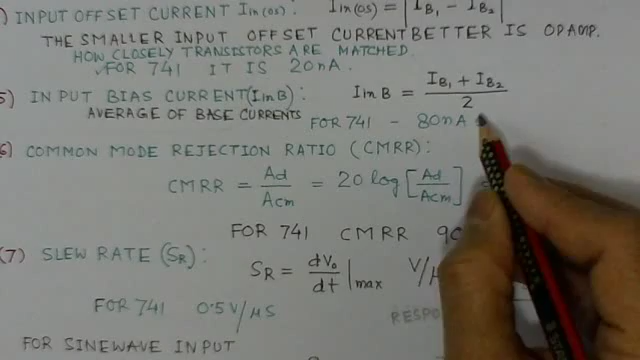 ) INPUT OFFSET CURRENT Iin(os) Iin(os) = |IB1 - IB2|
THE SMALLER INPUT OFFSET CURRENT BETTER IS OPAMP.
HOW CLOSELY TRANSISTORS ARE MATCHED.
✓FOR 741 IT IS 20nA.
5) INPUT BIAS CURRENT (IinB) : IinB = IB1 + IB2 / 2
AVERAGE OF BASE CURRENTS FOR 741 - 80nA
6) COMMON MODE REJECTION RATIO (CMRR) :
CMRR = Ad / Acm = 20 log [Ad / Acm]
FOR 741 CMRR 90
(7) SLEW RATE (SR) : SR = dVo / dt |max V/
FOR 741 0.5V/μS
RESPO
FOR SINEWAVE INPUT